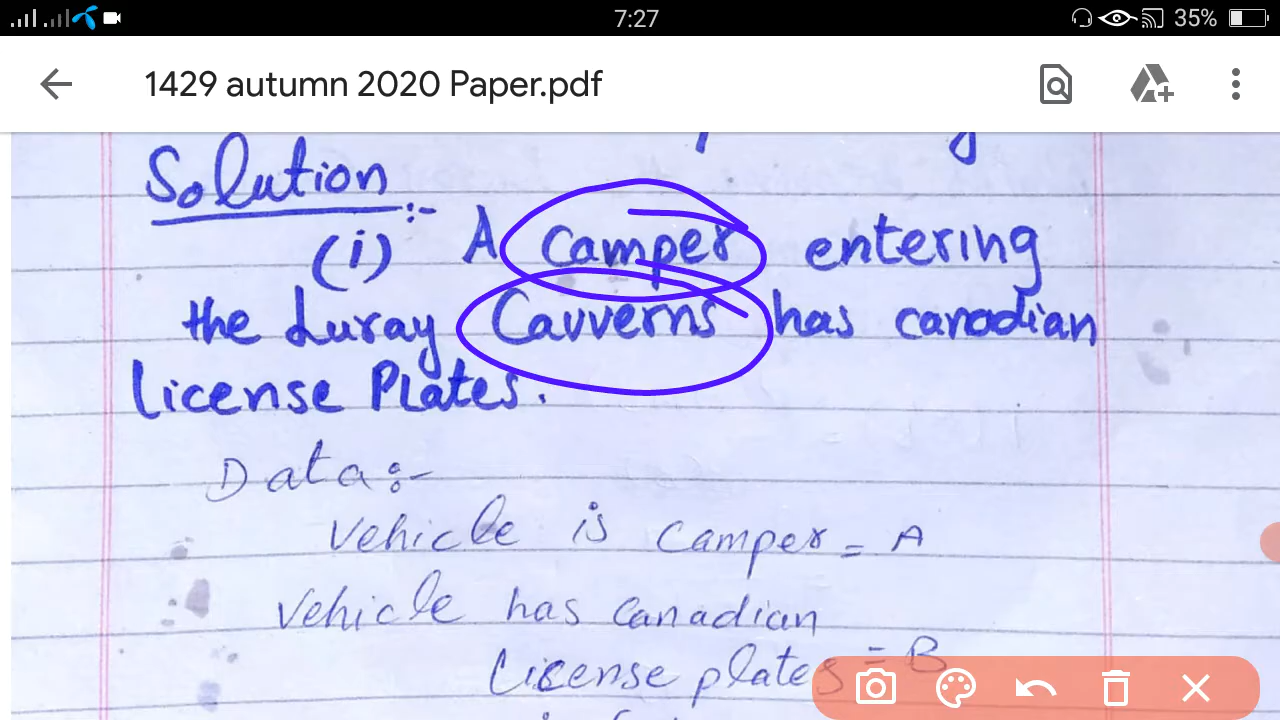 7:27
35%
1429 autumn 2020 Paper.pdf
Solution :-
(i) A Camper entering
the Luray Cavverns has canadian
License Plates.
Data :-
Vehicle is Camper = A
Vehicle has Canadian
License plates = B